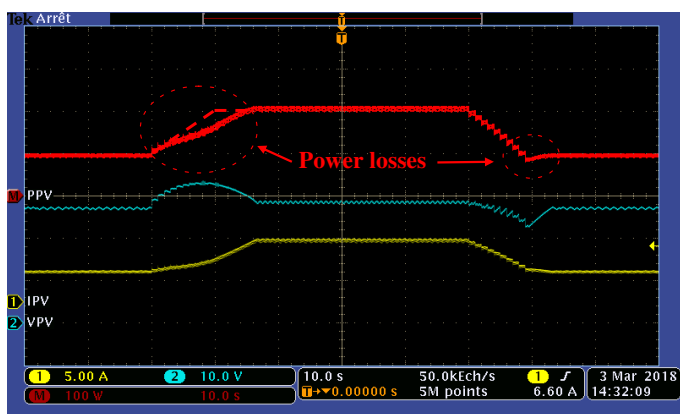 Tek Arrêt
T
T
Power losses
M PPV
1 IPV
2 VPV
1 5.00 A 2 10.0 V 10.0 s 50.0kEch/s 1 3 Mar 2018
M 100 W 10.0 s T→▼0.00000 s 5M points 6.60 A 14:32:09